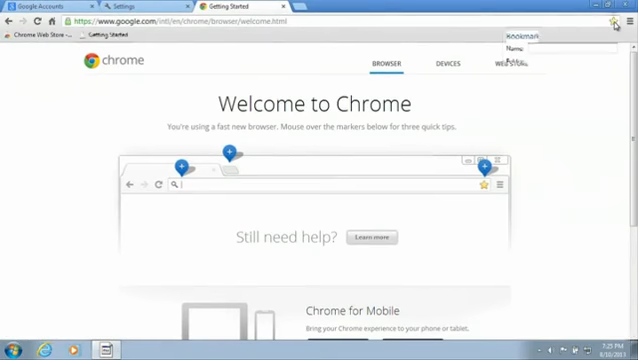 Google Accounts
Settings
Getting Started
https://www.google.com/intl/en/chrome/browser/welcome.html
Chrome Web Store - ...
Getting Started
Bookmark
Name
chrome
BROWSER
DEVICES
WEB STORE
Welcome to Chrome
You're using a fast new browser. Mouse over the markers below for three quick tips.
Still need help?
Learn more
Chrome for Mobile
Bring your Chrome experience to your phone or tablet.
7:25 PM